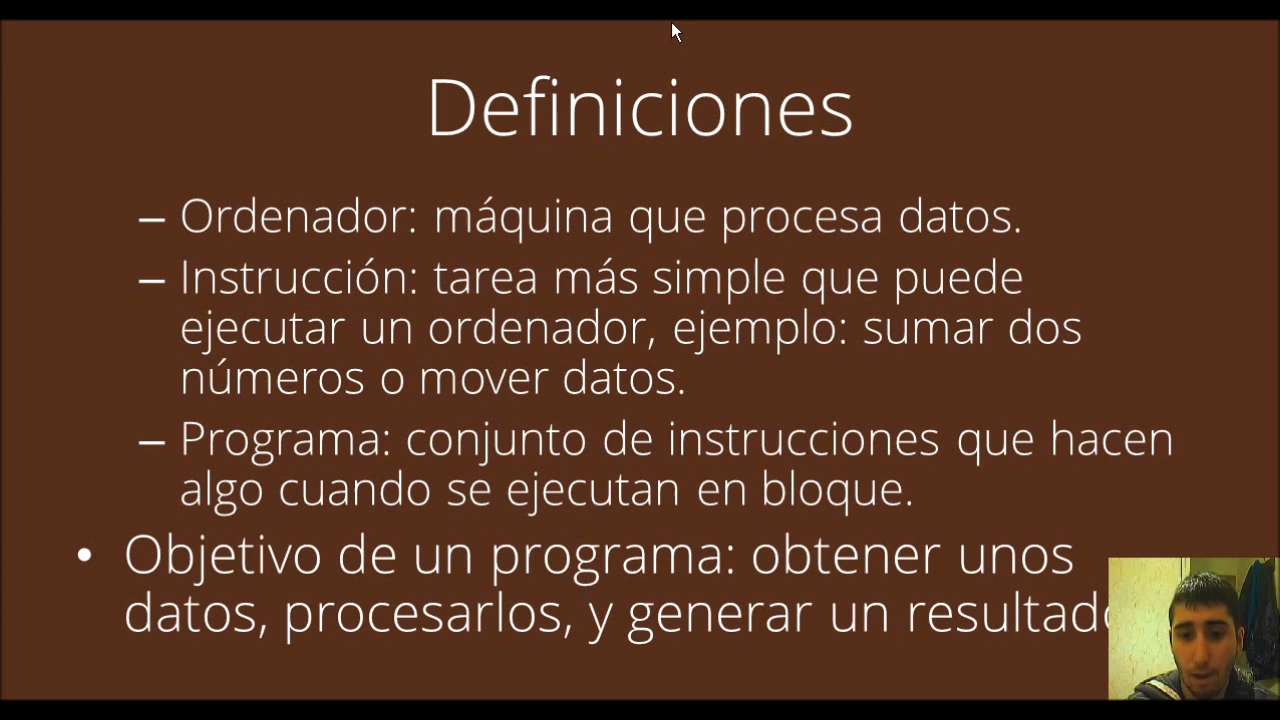 Definiciones
– Ordenador: máquina que procesa datos.
– Instrucción: tarea más simple que puede
ejecutar un ordenador, ejemplo: sumar dos
números o mover datos.
– Programa: conjunto de instrucciones que hacen
algo cuando se ejecutan en bloque.
• Objetivo de un programa: obtener unos
datos, procesarlos, y generar un resultado